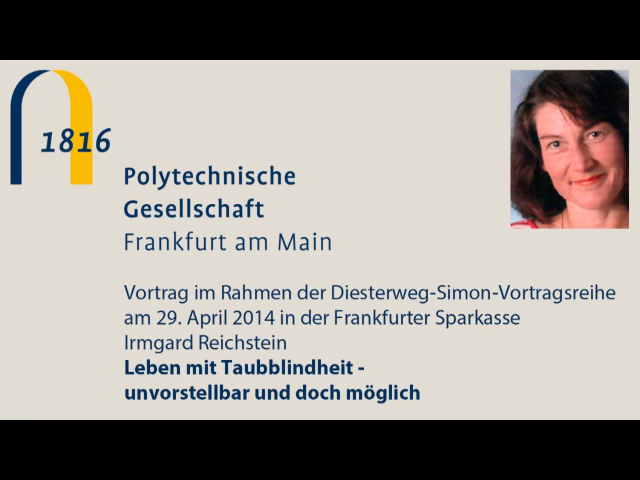 1816
Polytechnische
Gesellschaft
Frankfurt am Main
Vortrag im Rahmen der Diesterweg-Simon-Vortragsreihe
am 29. April 2014 in der Frankfurter Sparkasse
Irmgard Reichstein
Leben mit Taubblindheit -
unvorstellbar und doch möglich